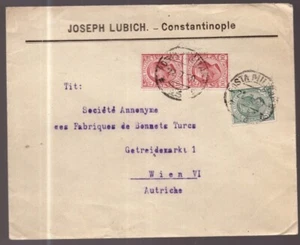 JOSEPH LUBICH. - Constantinople
Tit:
Société Annonyme
des Fabriques de Bonnets Turcs
Getreidemarkt 1
Wien VI
Autriche